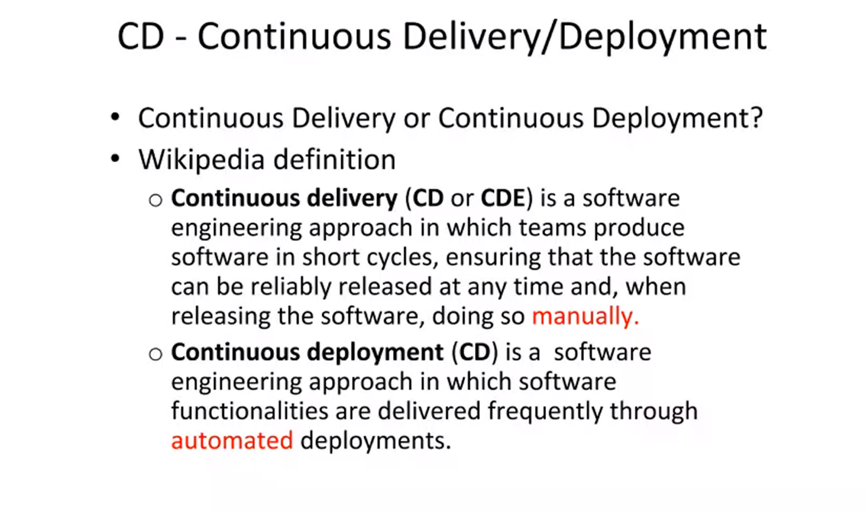 CD - Continuous Delivery/Deployment
• Continuous Delivery or Continuous Deployment?
• Wikipedia definition
o Continuous delivery (CD or CDE) is a software
engineering approach in which teams produce
software in short cycles, ensuring that the software
can be reliably released at any time and, when
releasing the software, doing so manually.
o Continuous deployment (CD) is a  software
engineering approach in which software
functionalities are delivered frequently through
automated deployments.